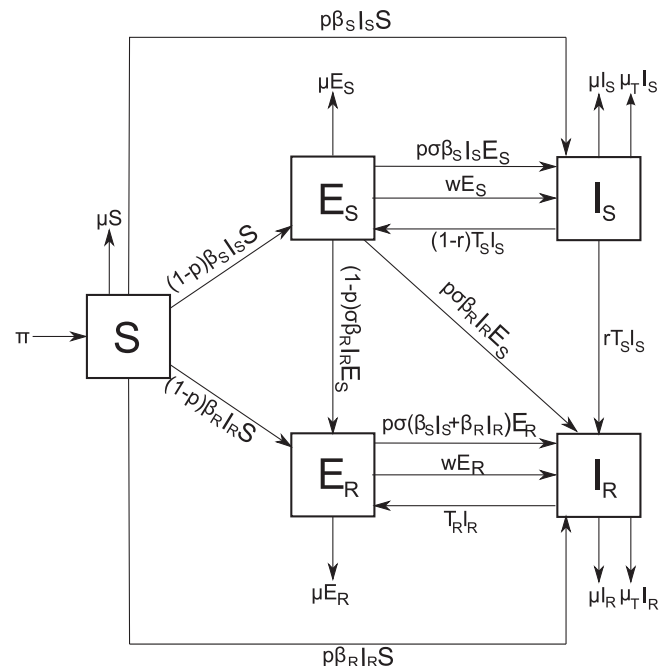 pβ_S I_S S
μE_S
μI_S μ_T I_S
pσβ_S I_S E_S
E_S
wE_S
I_S
(1-r)T_S I_S
μS
(1-p)β_S I_S S
π
S
(1-p)σβ_R I_R E_S
pσβ_R I_R E_S
rT_S I_S
(1-p)β_R I_R S
pσ(β_S I_S+β_R I_R)E_R
E_R
wE_R
I_R
T_R I_R
μE_R
μI_R μ_T I_R
pβ_R I_R S